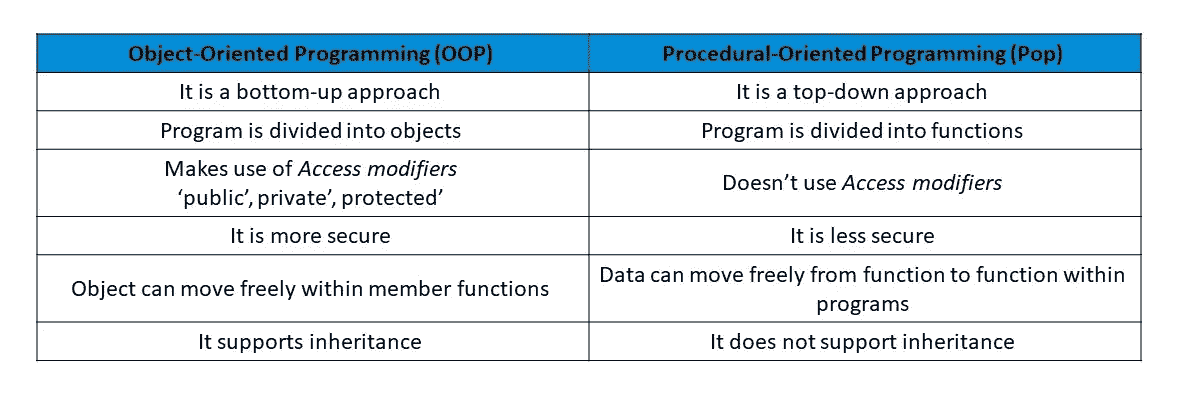 Object-Oriented Programming (OOP) Procedural-Oriented Programming (Pop)
It is a bottom-up approach It is a top-down approach
Program is divided into objects Program is divided into functions
Makes use of Access modifiers
‘public’, private’, protected’ Doesn’t use Access modifiers
It is more secure It is less secure
Object can move freely within member functions Data can move freely from function to function within
programs
It supports inheritance It does not support inheritance